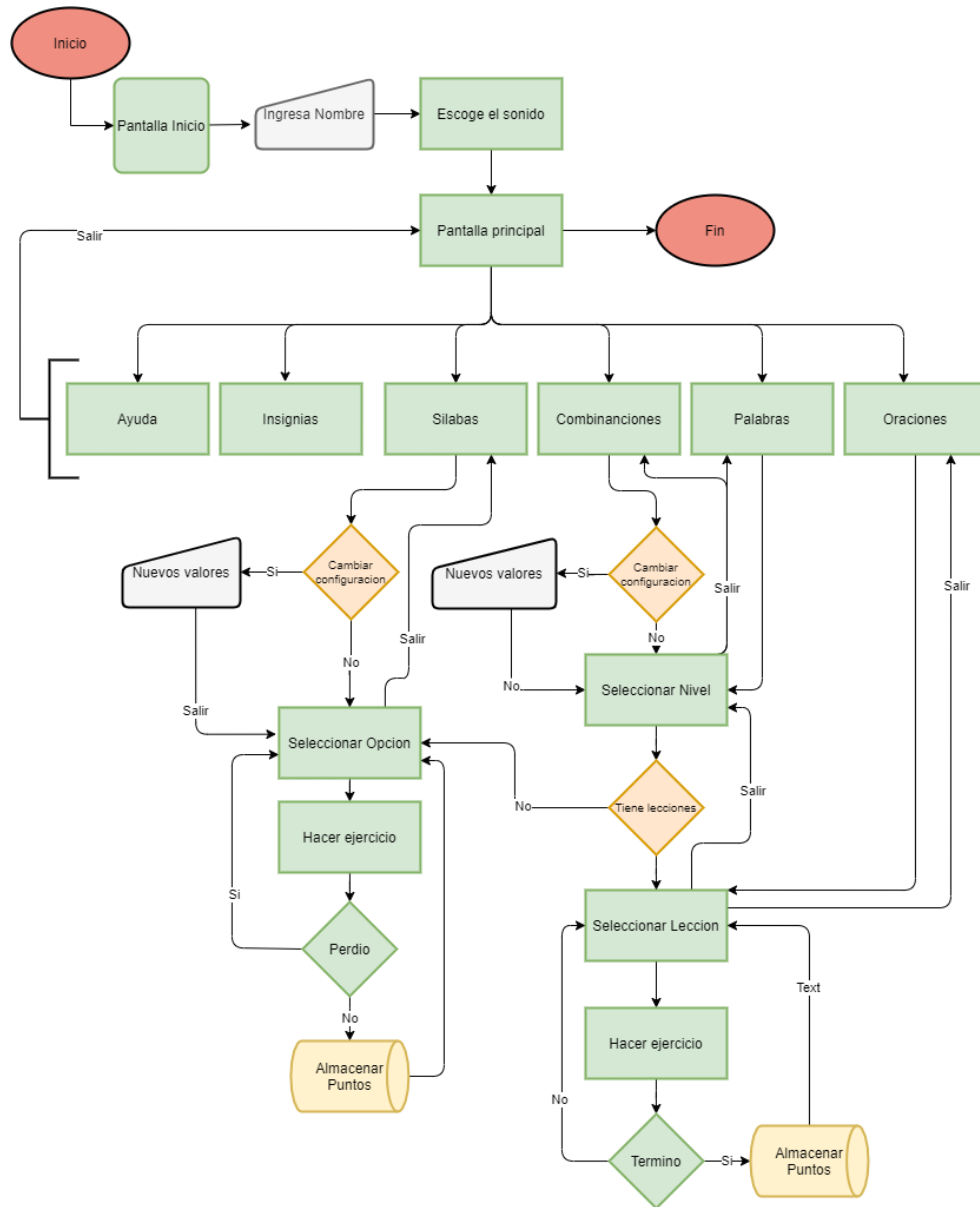 Inicio
Pantalla Inicio
Ingresa Nombre
Escoge el sonido
Salir
Pantalla principal
Fin
Ayuda
Insignias
Silabas
Combinanciones
Palabras
Oraciones
Nuevos valores
Si
Cambiar
configuracion
Nuevos valores
Si
Cambiar
configuracion
Salir
Salir
Salir
No
No
No
Seleccionar Nivel
Salir
Seleccionar Opcion
No
Tiene lecciones
Salir
Hacer ejercicio
Si
Perdio
Seleccionar Leccion
No
Text
Almacenar
Puntos
Hacer ejercicio
No
Termino
Si
Almacenar
Puntos